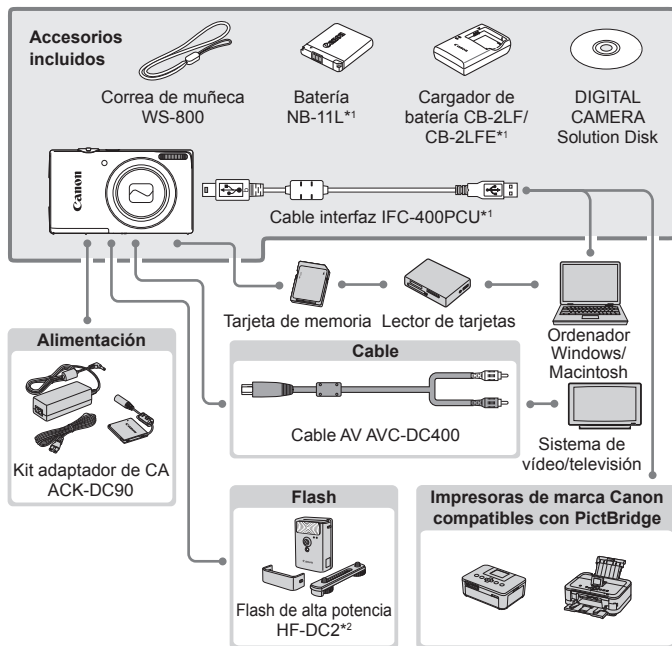 Accesorios
incluidos
Correa de muñeca
WS-800
Batería
NB-11L*1
Cargador de
batería CB-2LF/
CB-2LFE*1
DIGITAL
CAMERA
Solution Disk
Canon
Cable interfaz IFC-400PCU*1
Tarjeta de memoria
Lector de tarjetas
Ordenador
Windows/
Macintosh
Alimentación
Kit adaptador de CA
ACK-DC90
Cable
Cable AV AVC-DC400
Sistema de
vídeo/televisión
Flash
Flash de alta potencia
HF-DC2*2
Impresoras de marca Canon
compatibles con PictBridge